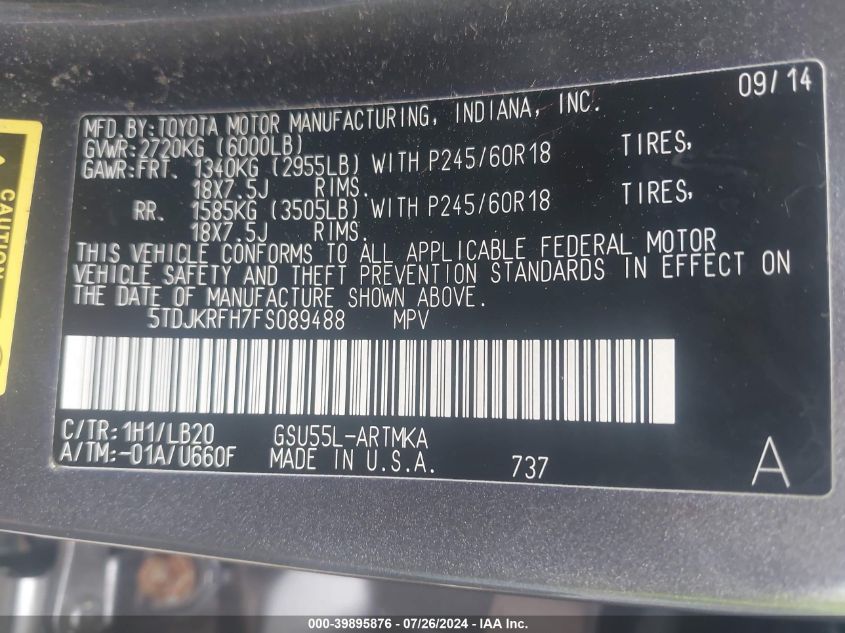 09/14
MFD.BY:TOYOTA MOTOR MANUFACTURING, INDIANA, INC.
GVWR:2720KG (6000LB)
GAWR:FRT. 1340KG (2955LB) WITH P245/60R18 TIRES,
18X7.5J RIMS.
RR. 1585KG (3505LB) WITH P245/60R18 TIRES,
18X7.5J RIMS.
THIS VEHICLE CONFORMS TO ALL APPLICABLE FEDERAL MOTOR
VEHICLE SAFETY AND THEFT PREVENTION STANDARDS IN EFFECT ON
THE DATE OF MANUFACTURE SHOWN ABOVE.
5TDJKRFH7FS089488 MPV
C/TR:1H1/LB20 GSU55L-ARTMKA
A/TM:-01A/U660F MADE IN U.S.A. 737 A
CAUTION
000-39895876 / 07/26/2024 - IAAI Inc.